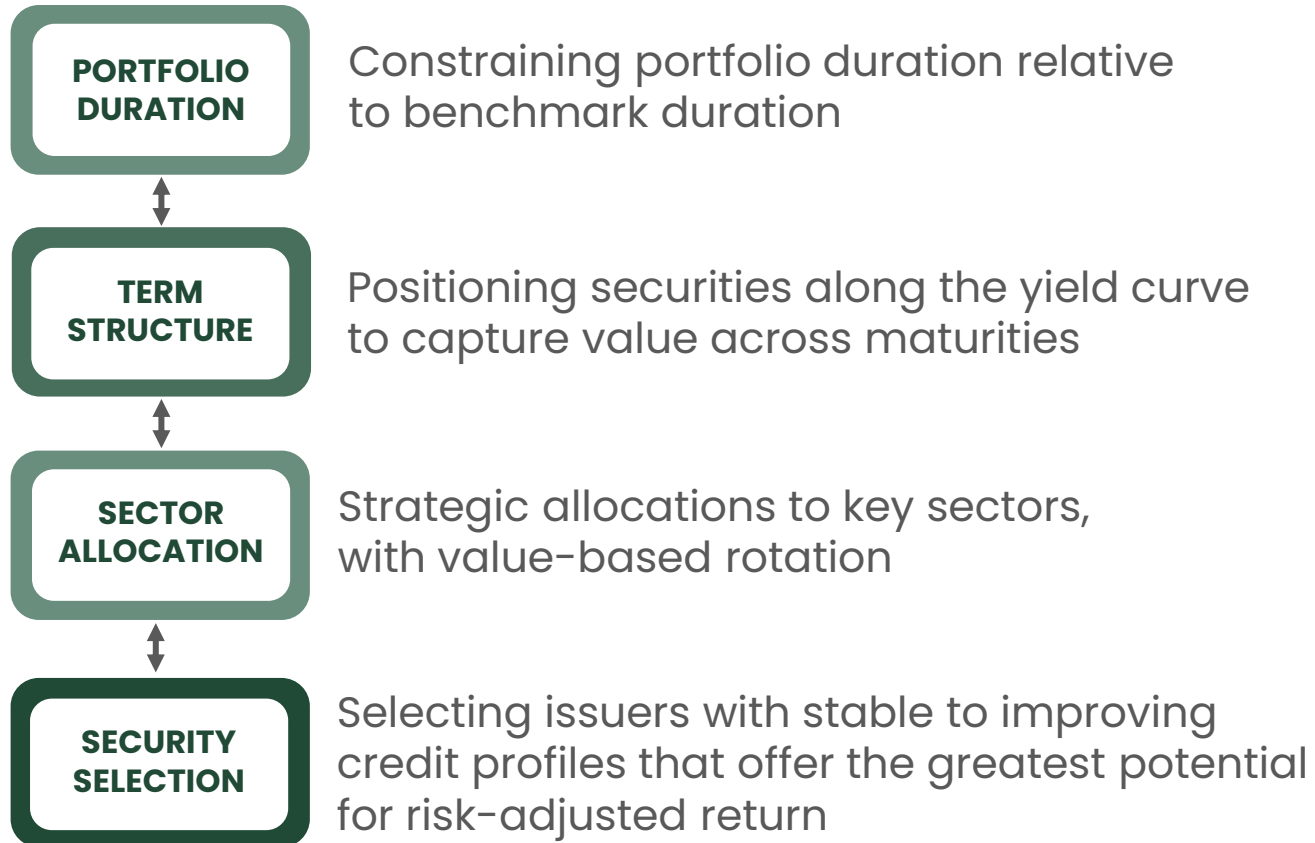 PORTFOLIO
DURATION
Constraining portfolio duration relative
to benchmark duration
TERM
STRUCTURE
Positioning securities along the yield curve
to capture value across maturities
SECTOR
ALLOCATION
Strategic allocations to key sectors,
with value-based rotation
SECURITY
SELECTION
Selecting issuers with stable to improving
credit profiles that offer the greatest potential
for risk-adjusted return